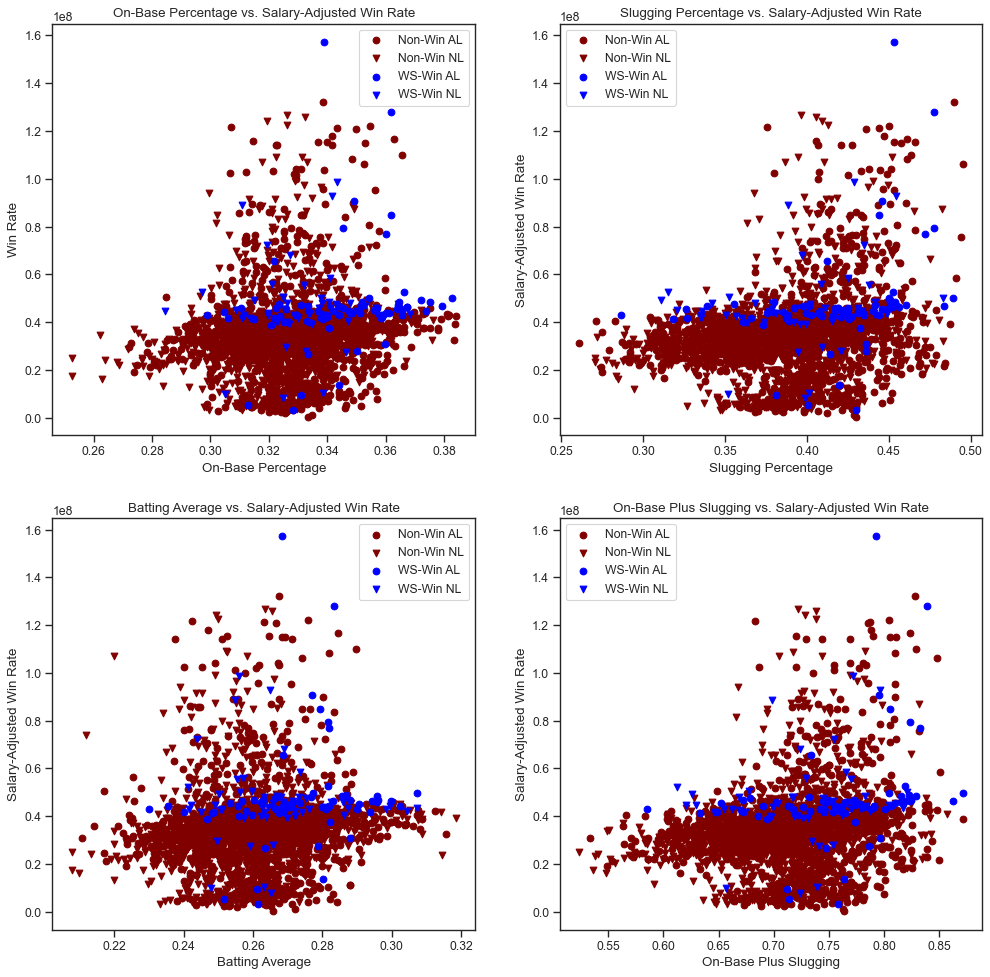 On-Base Percentage vs. Salary-Adjusted Win Rate
1e8
1.6
1.4
1.2
1.0
0.8
0.6
0.4
0.2
0.0
Win Rate
Non-Win AL
Non-Win NL
WS-Win AL
WS-Win NL
0.26 0.28 0.30 0.32 0.34 0.36 0.38
On-Base Percentage
Slugging Percentage vs. Salary-Adjusted Win Rate
1e8
1.6
1.4
1.2
1.0
0.8
0.6
0.4
0.2
0.0
Salary-Adjusted Win Rate
Non-Win AL
Non-Win NL
WS-Win AL
WS-Win NL
0.25 0.30 0.35 0.40 0.45 0.50
Slugging Percentage
Batting Average vs. Salary-Adjusted Win Rate
1e8
1.6
1.4
1.2
1.0
0.8
0.6
0.4
0.2
0.0
Salary-Adjusted Win Rate
Non-Win AL
Non-Win NL
WS-Win AL
WS-Win NL
0.22 0.24 0.26 0.28 0.30 0.32
Batting Average
On-Base Plus Slugging vs. Salary-Adjusted Win Rate
1e8
1.6
1.4
1.2
1.0
0.8
0.6
0.4
0.2
0.0
Salary-Adjusted Win Rate
Non-Win AL
Non-Win NL
WS-Win AL
WS-Win NL
0.55 0.60 0.65 0.70 0.75 0.80 0.85
On-Base Plus Slugging